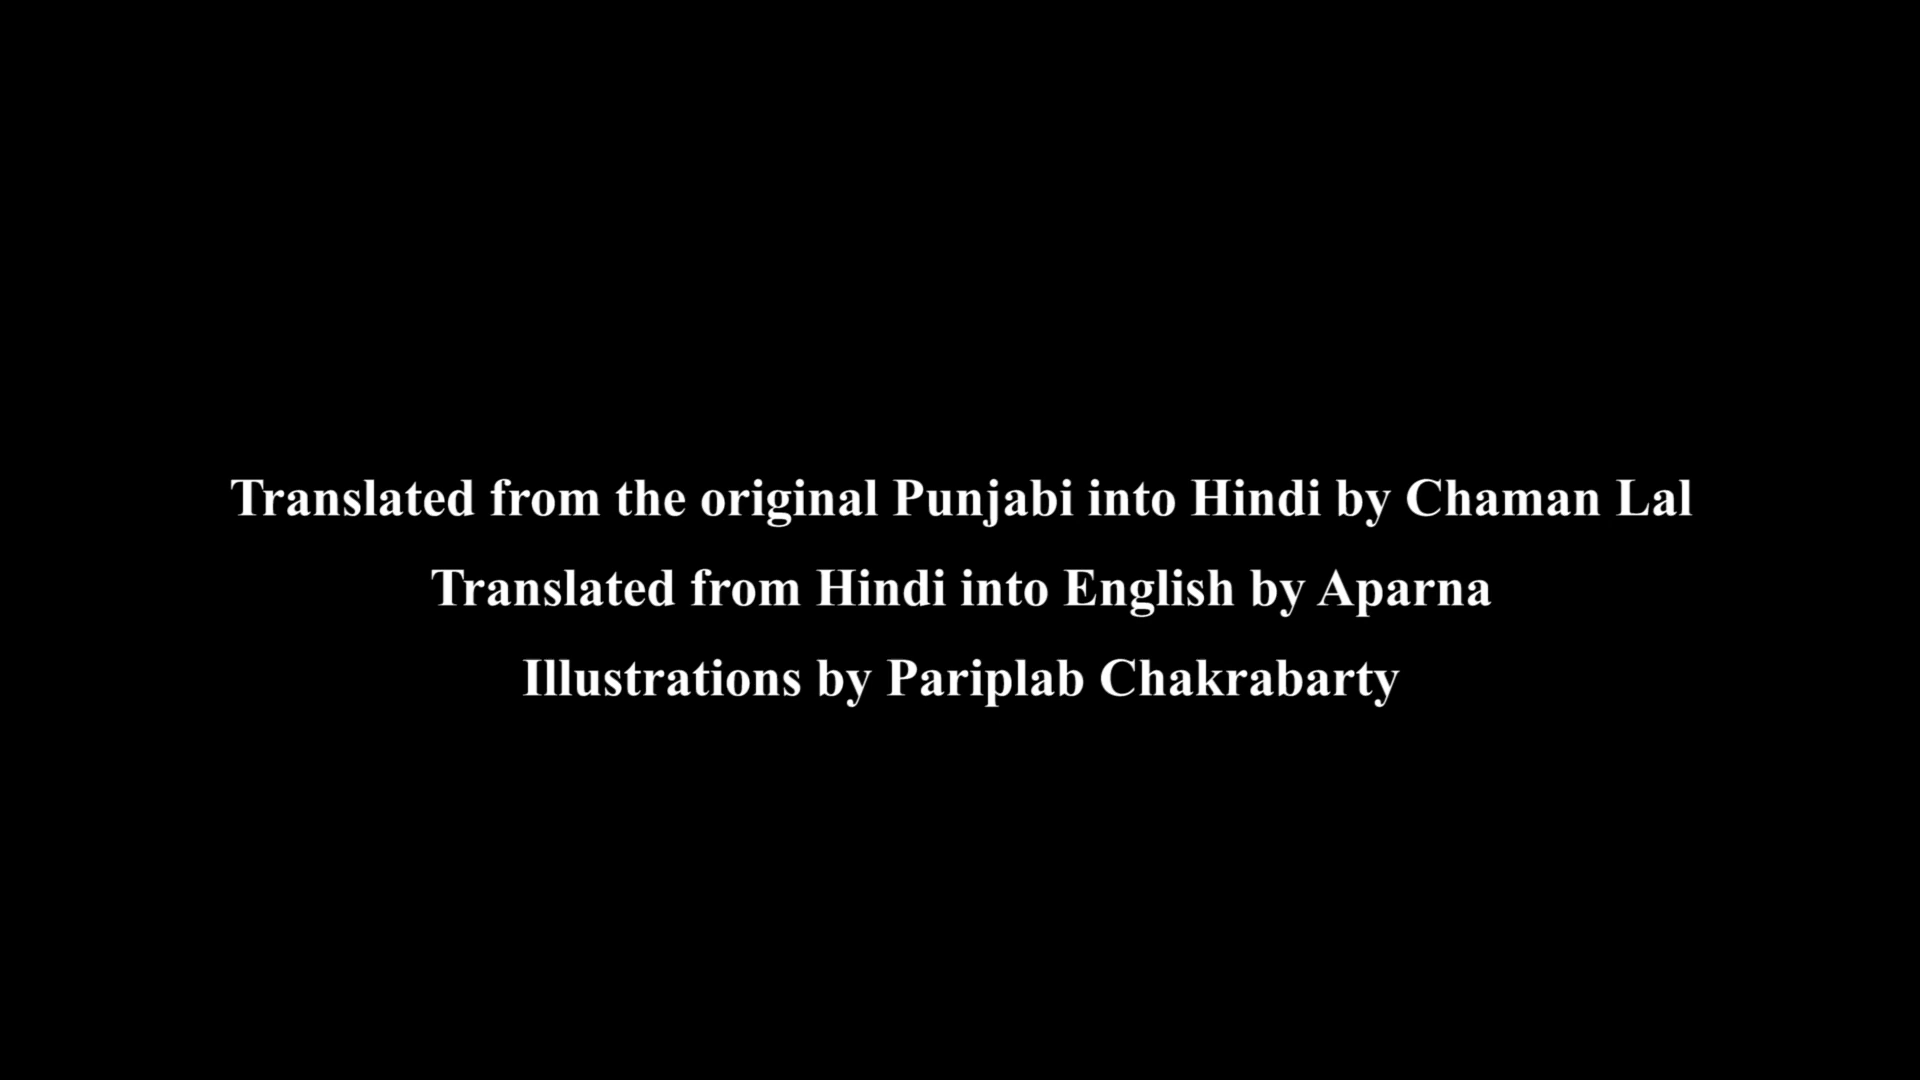 Translated from the original Punjabi into Hindi by Chaman Lal
Translated from Hindi into English by Aparna
Illustrations by Pariplab Chakrabarty